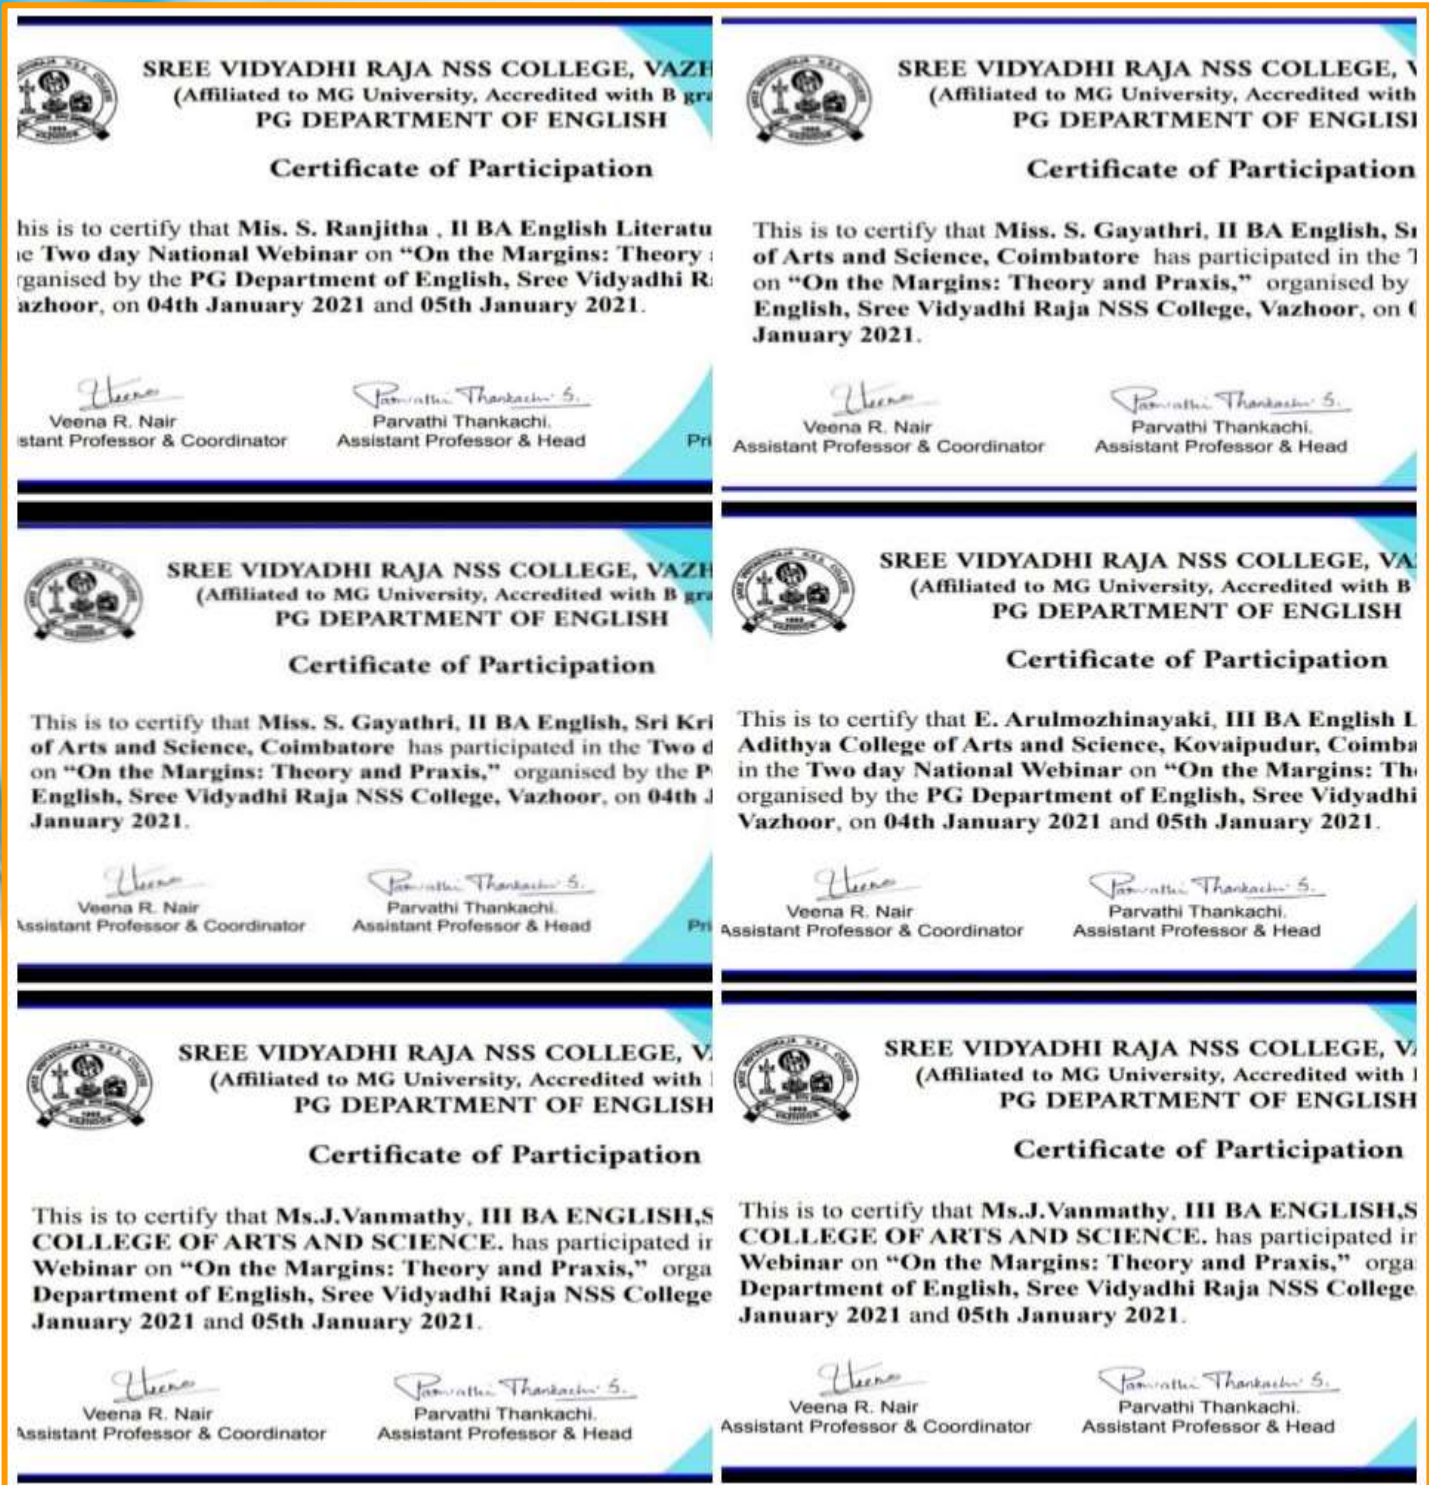 SREE VIDYADHI RAJA NSS COLLEGE, VAZH
(Affiliated to MG University, Accredited with B gra
PG DEPARTMENT OF ENGLISH
Certificate of Participation
his is to certify that Mis. S. Ranjitha , II BA English Literatu
e Two day National Webinar on “On the Margins: Theory
rganised by the PG Department of English, Sree Vidyadhi R
azhoor, on 04th January 2021 and 05th January 2021.
Veena R. Nair
istant Professor & Coordinator
Parvathi Thankachi S.
Parvathi Thankachi.
Assistant Professor & Head
Pri
SREE VIDYADHI RAJA NSS COLLEGE, V
(Affiliated to MG University, Accredited with
PG DEPARTMENT OF ENGLISH
Certificate of Participation
This is to certify that Miss. S. Gayathri, II BA English, Sr
of Arts and Science, Coimbatore has participated in the T
on “On the Margins: Theory and Praxis,” organised by
English, Sree Vidyadhi Raja NSS College, Vazhoor, on 0
January 2021.
Veena R. Nair
Assistant Professor & Coordinator
Parvathi Thankachi S.
Parvathi Thankachi.
Assistant Professor & Head
SREE VIDYADHI RAJA NSS COLLEGE, VAZH
(Affiliated to MG University, Accredited with B gra
PG DEPARTMENT OF ENGLISH
Certificate of Participation
This is to certify that Miss. S. Gayathri, II BA English, Sri Kri
of Arts and Science, Coimbatore has participated in the Two d
on “On the Margins: Theory and Praxis,” organised by the P
English, Sree Vidyadhi Raja NSS College, Vazhoor, on 04th J
January 2021.
Veena R. Nair
Assistant Professor & Coordinator
Parvathi Thankachi S.
Parvathi Thankachi.
Assistant Professor & Head
Pri
SREE VIDYADHI RAJA NSS COLLEGE, VA
(Affiliated to MG University, Accredited with B
PG DEPARTMENT OF ENGLISH
Certificate of Participation
This is to certify that E. Arulmozhinayaki, III BA English L
Adithya College of Arts and Science, Kovaipudur, Coimba
in the Two day National Webinar on “On the Margins: The
organised by the PG Department of English, Sree Vidyadhi
Vazhoor, on 04th January 2021 and 05th January 2021.
Veena R. Nair
Assistant Professor & Coordinator
Parvathi Thankachi S.
Parvathi Thankachi.
Assistant Professor & Head
SREE VIDYADHI RAJA NSS COLLEGE, VA
(Affiliated to MG University, Accredited with
PG DEPARTMENT OF ENGLISH
Certificate of Participation
This is to certify that Ms.J.Vanmathy, III BA ENGLISH,S
COLLEGE OF ARTS AND SCIENCE. has participated in
Webinar on “On the Margins: Theory and Praxis,” orga
Department of English, Sree Vidyadhi Raja NSS College
January 2021 and 05th January 2021.
Veena R. Nair
Assistant Professor & Coordinator
Parvathi Thankachi S.
Parvathi Thankachi.
Assistant Professor & Head
SREE VIDYADHI RAJA NSS COLLEGE, VA
(Affiliated to MG University, Accredited with
PG DEPARTMENT OF ENGLISH
Certificate of Participation
This is to certify that Ms.J.Vanmathy, III BA ENGLISH,S
COLLEGE OF ARTS AND SCIENCE. has participated in
Webinar on “On the Margins: Theory and Praxis,” orga
Department of English, Sree Vidyadhi Raja NSS College
January 2021 and 05th January 2021.
Veena R. Nair
Assistant Professor & Coordinator
Parvathi Thankachi S.
Parvathi Thankachi.
Assistant Professor & Head